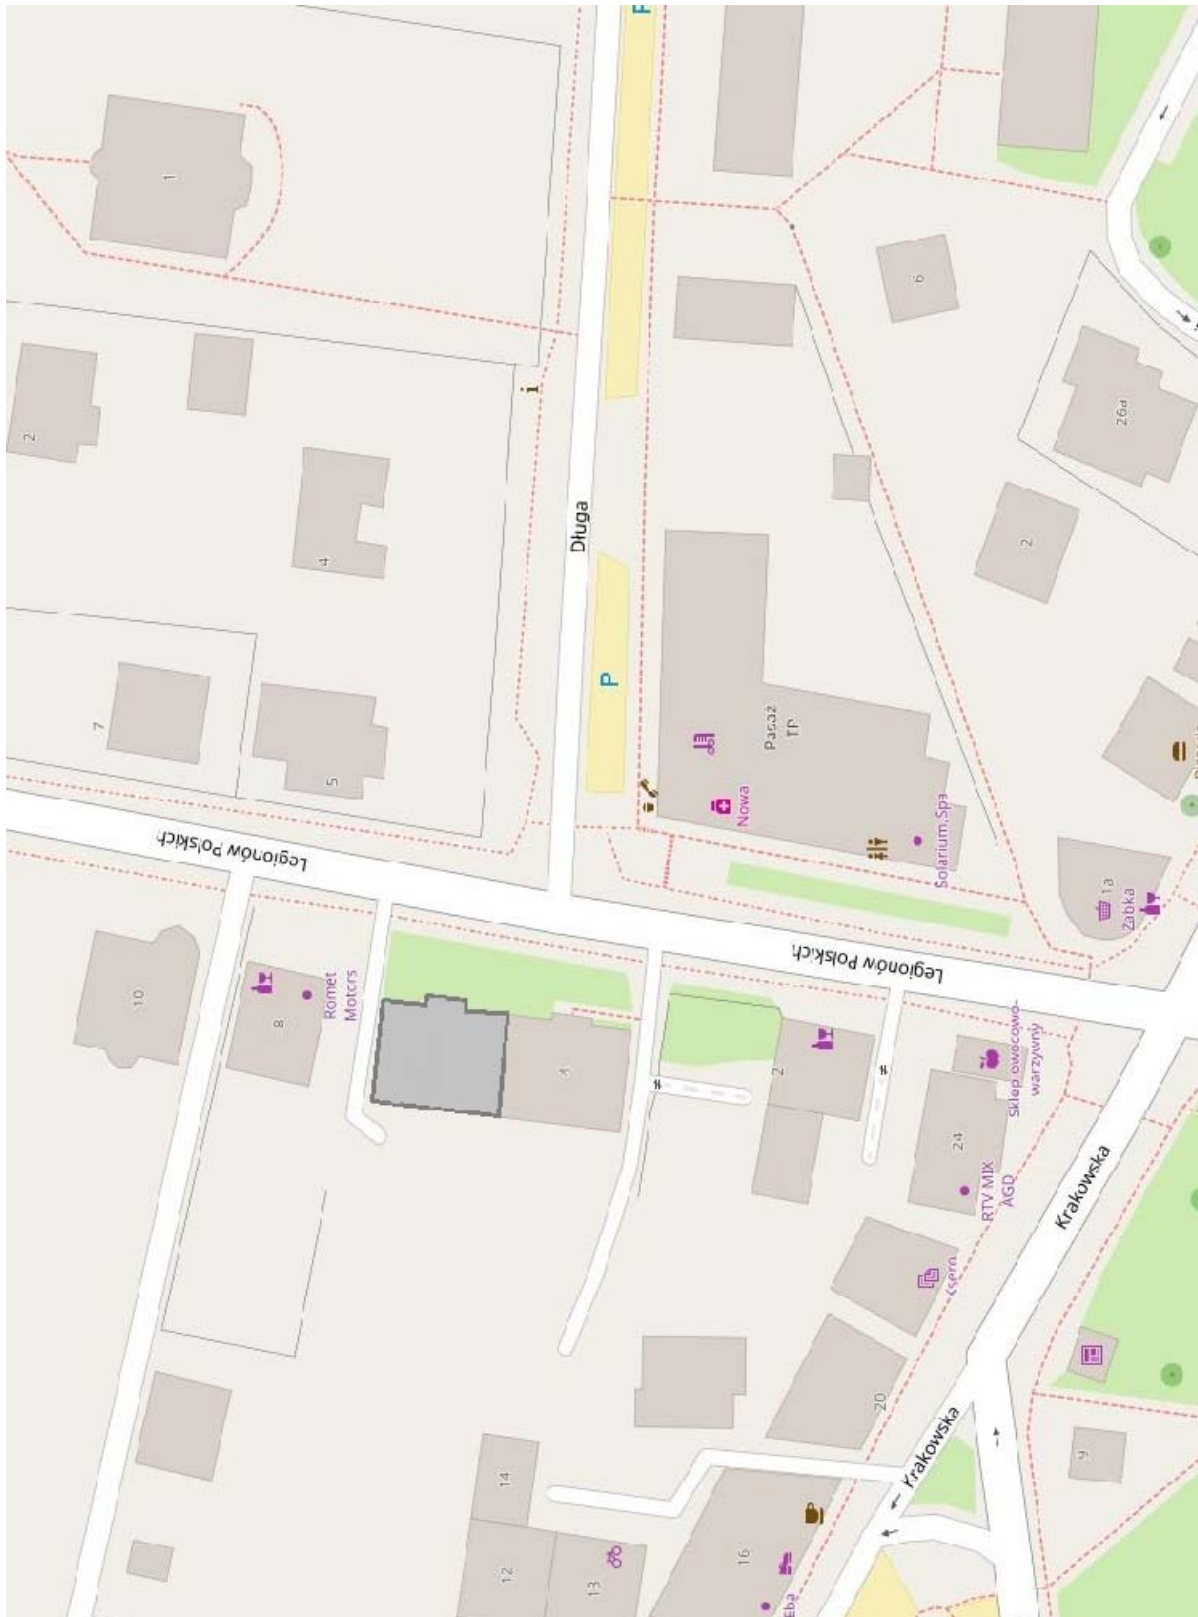 P
1
6
2
i
26a
Długa
2
4
P
7
5
Pasaż
TP
Nowa
Solarium.Spa
Legionów Polskich
1a
Żabka
Legionów Polskich
10
8
Romet
Motors
4
2
Sklep owocowo-
warzywny
24
RTV MIX
AGD
Krakowska
20
Krakowska
9
14
12
13
16